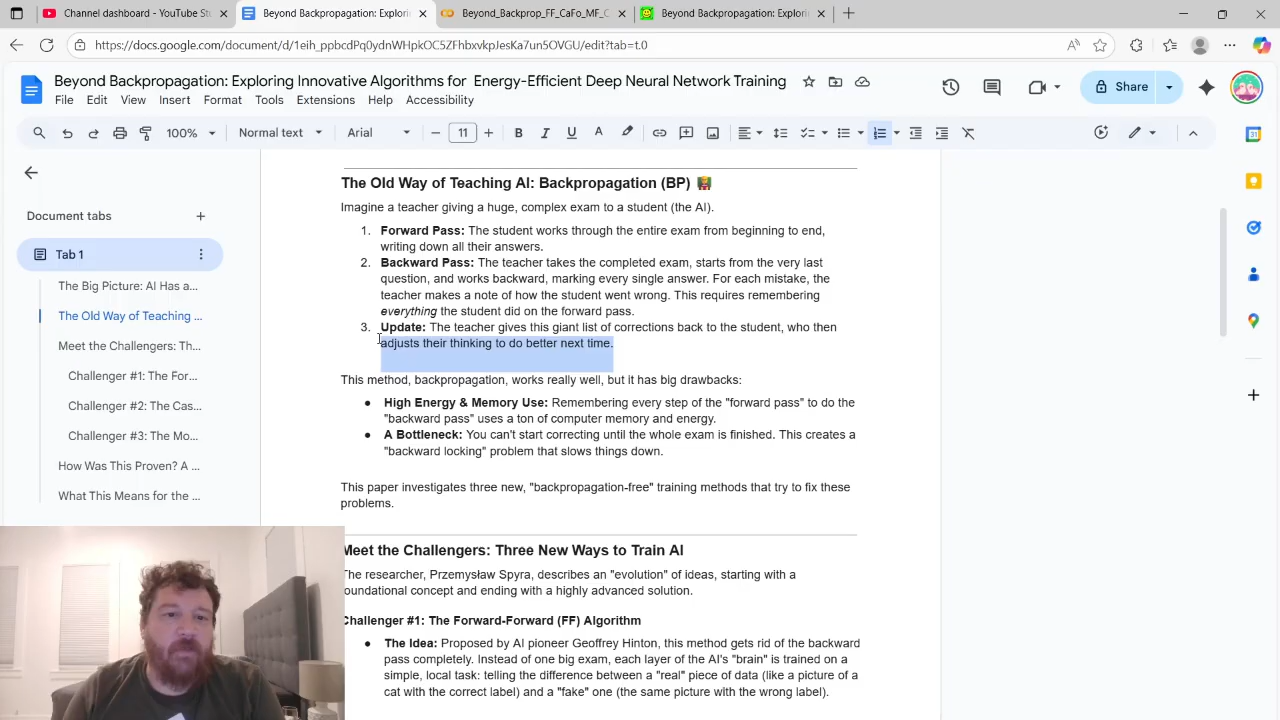 Channel dashboard - YouTube St
Beyond Backpropagation: Explori
Beyond_Backprop_FF_CaFo_MF_C
Beyond Backpropagation: Explori
https://docs.google.com/document/d/1eih_ppbcdPq0ydnWHpkOC5ZFhbxvkpJesKa7un5OVGU/edit?tab=t.0
Beyond Backpropagation: Exploring Innovative Algorithms for Energy-Efficient Deep Neural Network Training
File Edit View Insert Format Tools Extensions Help Accessibility
Share
100% Normal text Arial 11
Document tabs
Tab 1
The Big Picture: AI Has a...
The Old Way of Teaching ...
Meet the Challengers: Th...
Challenger #1: The For...
Challenger #2: The Cas...
Challenger #3: The Mo...
How Was This Proven? A ...
What This Means for the ...
The Old Way of Teaching AI: Backpropagation (BP)
Imagine a teacher giving a huge, complex exam to a student (the AI).
1. Forward Pass: The student works through the entire exam from beginning to end,
writing down all their answers.
2. Backward Pass: The teacher takes the completed exam, starts from the very last
question, and works backward, marking every single answer. For each mistake, the
teacher makes a note of how the student went wrong. This requires remembering
everything the student did on the forward pass.
3. Update: The teacher gives this giant list of corrections back to the student, who then
adjusts their thinking to do better next time.
This method, backpropagation, works really well, but it has big drawbacks:
● High Energy & Memory Use: Remembering every step of the "forward pass" to do the
"backward pass" uses a ton of computer memory and energy.
● A Bottleneck: You can't start correcting until the whole exam is finished. This creates a
"backward locking" problem that slows things down.
This paper investigates three new, "backpropagation-free" training methods that try to fix these
problems.
Meet the Challengers: Three New Ways to Train AI
The researcher, Przemysław Spyra, describes an "evolution" of ideas, starting with a
foundational concept and ending with a highly advanced solution.
Challenger #1: The Forward-Forward (FF) Algorithm
● The Idea: Proposed by AI pioneer Geoffrey Hinton, this method gets rid of the backward
pass completely. Instead of one big exam, each layer of the AI's "brain" is trained on a
simple, local task: telling the difference between a "real" piece of data (like a picture of a
cat with the correct label) and a "fake" one (the same picture with the wrong label).